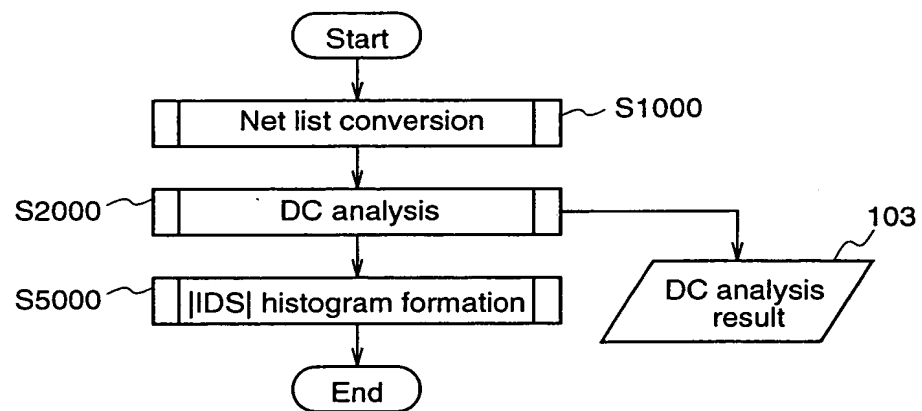 Start
Net list conversion
S1000
S2000
DC analysis
103
S5000
|IDS| histogram formation
DC analysis
result
End